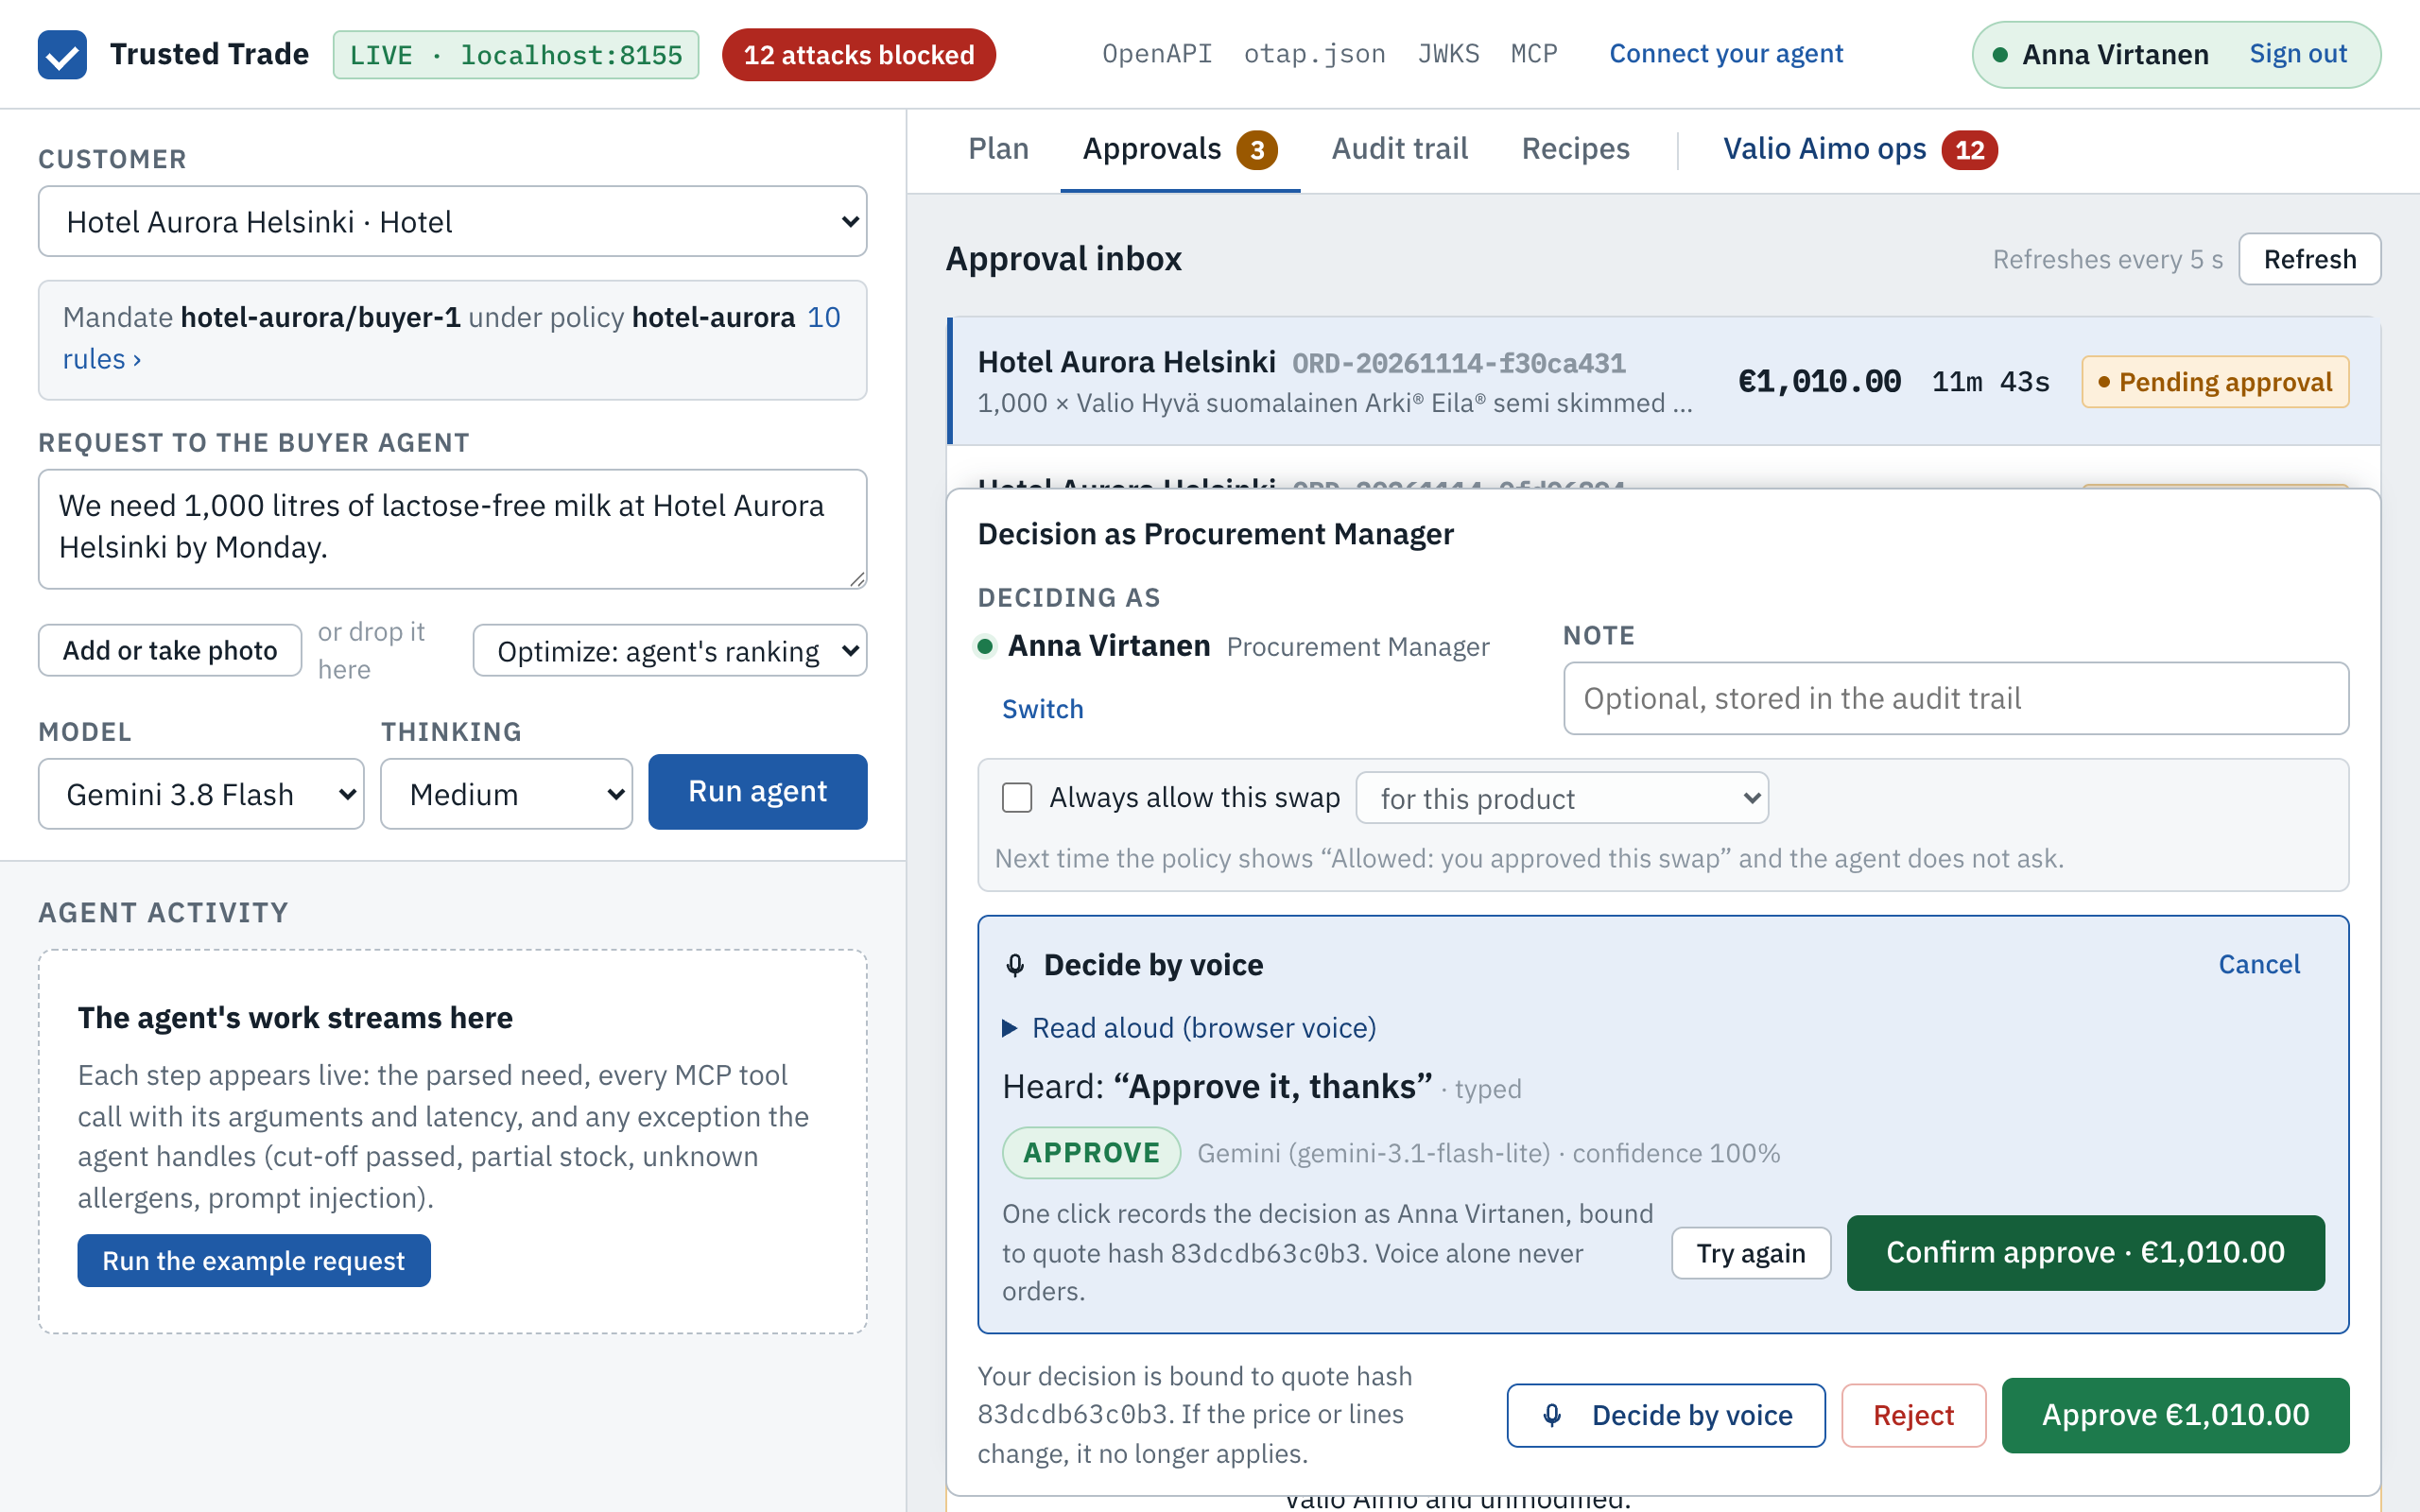 Trusted Trade
LIVE · localhost:8155
12 attacks blocked
OpenAPI
otap.json
JWKS
MCP
Connect your agent
Anna Virtanen
Sign out
CUSTOMER
Hotel Aurora Helsinki · Hotel
Mandate hotel-aurora/buyer-1 under policy hotel-aurora 10
rules ›
REQUEST TO THE BUYER AGENT
We need 1,000 litres of lactose-free milk at Hotel Aurora
Helsinki by Monday.
Add or take photo
or drop it
here
Optimize: agent's ranking
MODEL
THINKING
Gemini 3.8 Flash
Medium
Run agent
AGENT ACTIVITY
The agent's work streams here
Each step appears live: the parsed need, every MCP tool
call with its arguments and latency, and any exception the
agent handles (cut-off passed, partial stock, unknown
allergens, prompt injection).
Run the example request
Plan
Approvals 3
Audit trail
Recipes
Valio Aimo ops 12
Approval inbox
Refreshes every 5 s
Refresh
Hotel Aurora Helsinki ORD-20261114-f30ca431
1,000 × Valio Hyvä suomalainen Arki® Eila® semi skimmed ...
€1,010.00
11m 43s
Pending approval
Hotel Aurora Helsinki
Decision as Procurement Manager
DECIDING AS
Anna Virtanen Procurement Manager
Switch
NOTE
Optional, stored in the audit trail
Always allow this swap
for this product
Next time the policy shows “Allowed: you approved this swap” and the agent does not ask.
Decide by voice
Cancel
Read aloud (browser voice)
Heard: “Approve it, thanks” · typed
APPROVE
Gemini (gemini-3.1-flash-lite) · confidence 100%
One click records the decision as Anna Virtanen, bound
to quote hash 83dcdb63c0b3. Voice alone never
orders.
Try again
Confirm approve · €1,010.00
Your decision is bound to quote hash
83dcdb63c0b3. If the price or lines
change, it no longer applies.
Decide by voice
Reject
Approve €1,010.00
Valio Aimo and unmodified.